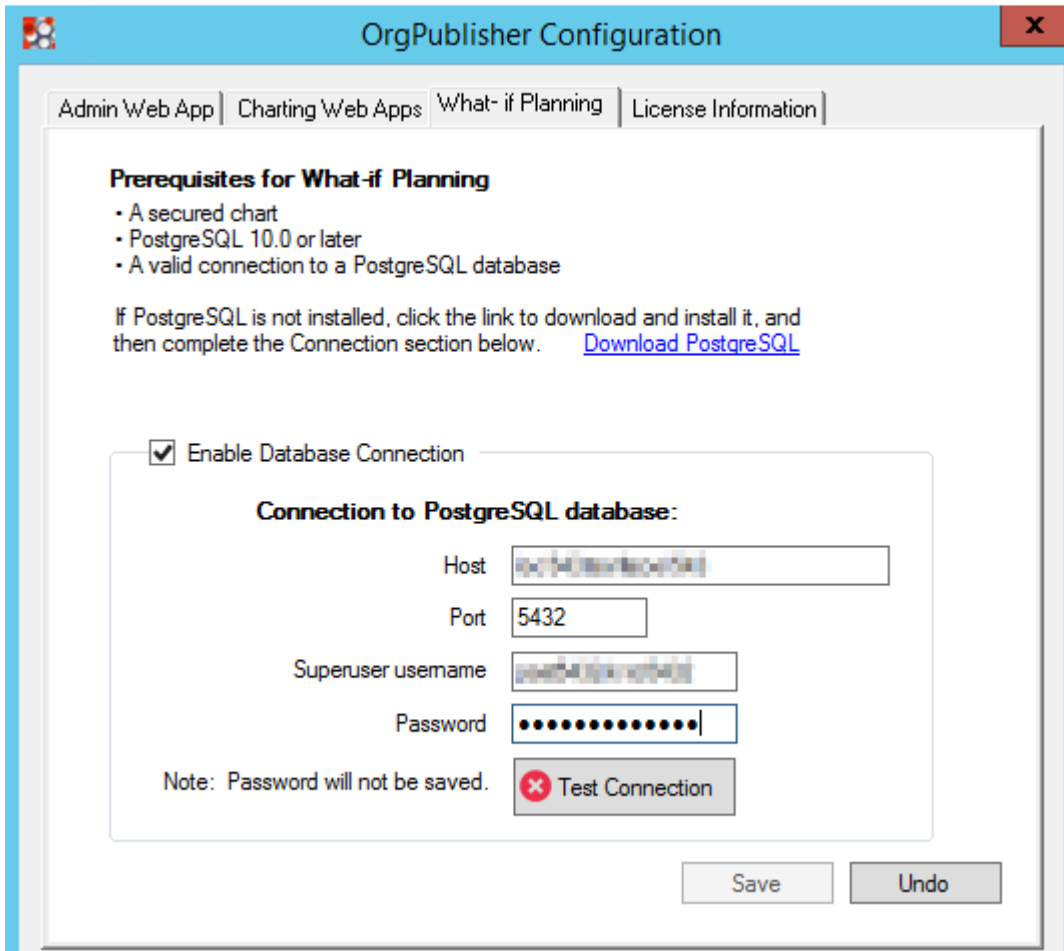 OrgPublisher Configuration
x
Admin Web App
Charting Web Apps
What- if Planning
License Information
Prerequisites for What-if Planning
• A secured chart
• PostgreSQL 10.0 or later
• A valid connection to a PostgreSQL database
If PostgreSQL is not installed, click the link to download and install it, and
then complete the Connection section below. Download PostgreSQL
Enable Database Connection
Connection to PostgreSQL database:
Host
Port 5432
Superuser username
Password •••••••••••••
Note: Password will not be saved. Test Connection
Save Undo